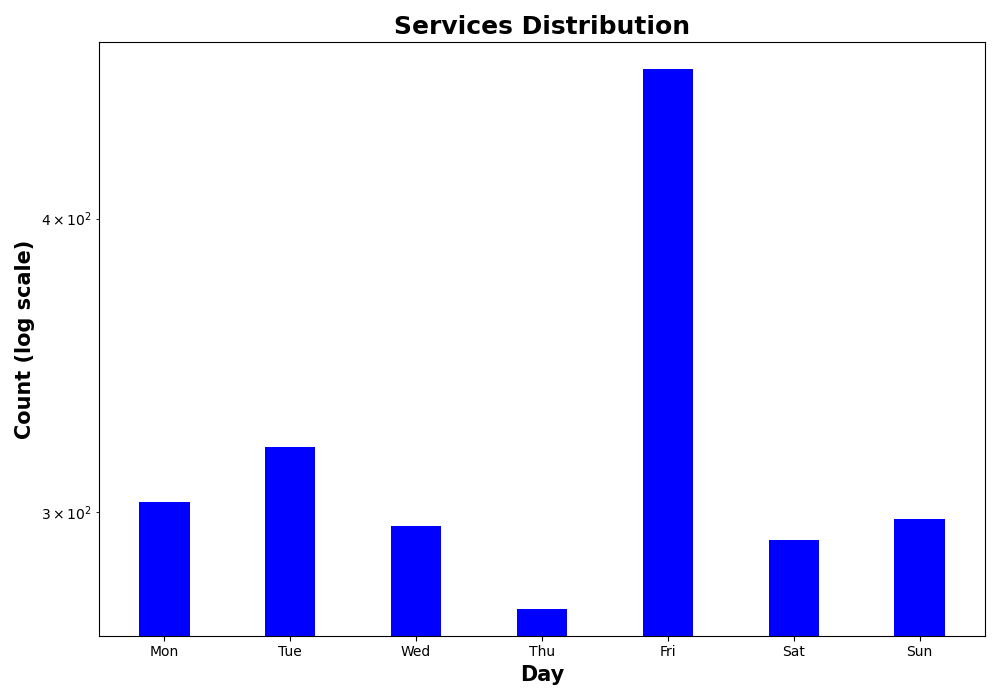 Services Distribution
Count (log scale)
4 × 10²
3 × 10²
Mon Tue Wed Thu Fri Sat Sun
Day